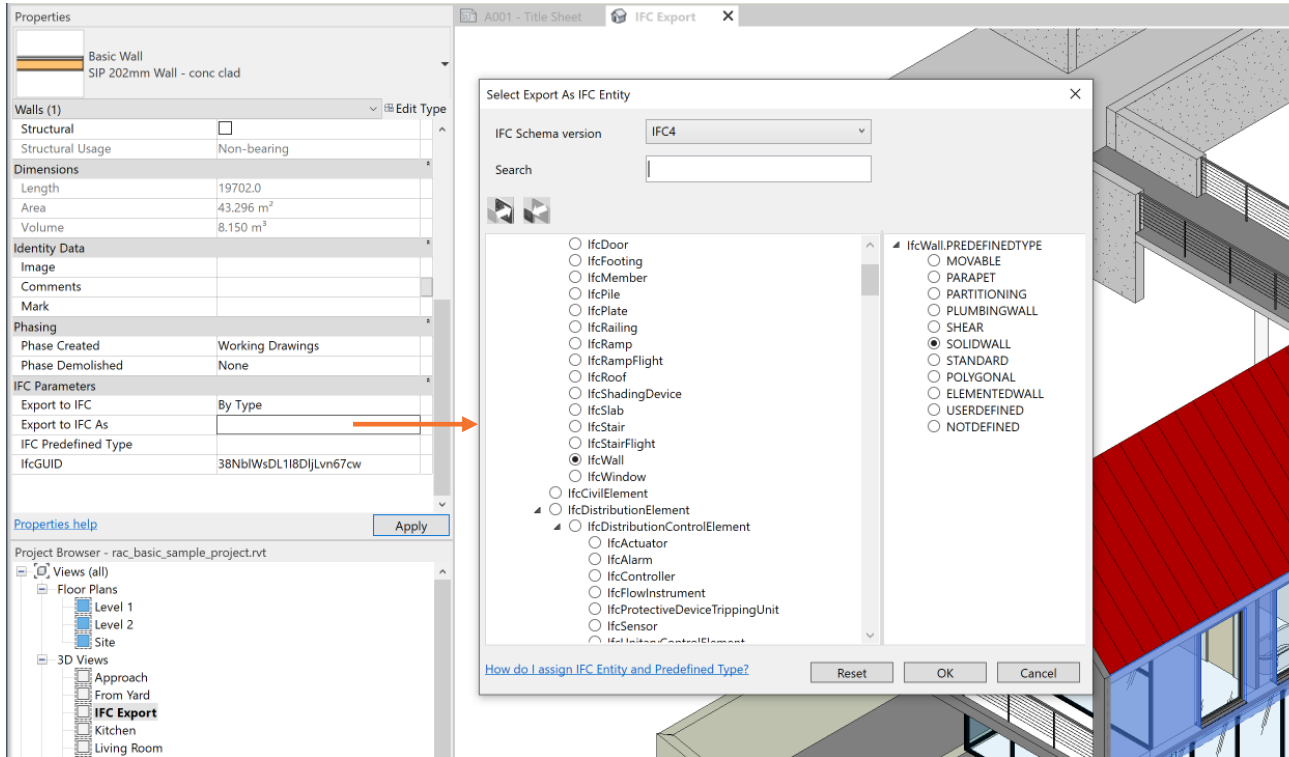 Properties
Basic Wall
SIP 202mm Wall - conc clad
Walls (1)
Edit Type
Structural
Structural Usage Non-bearing
Dimensions
Length 19702.0
Area 43.296 m²
Volume 8.150 m³
Identity Data
Image
Comments
Mark
Phasing
Phase Created Working Drawings
Phase Demolished None
IFC Parameters
Export to IFC By Type
Export to IFC As
IFC Predefined Type
IfcGUID 38NblWsDL1I8DljLvn67cw
Properties help
Apply
Project Browser - rac_basic_sample_project.rvt
Views (all)
Floor Plans
Level 1
Level 2
Site
3D Views
Approach
From Yard
IFC Export
Kitchen
Living Room
A001 - Title Sheet
IFC Export
Select Export As IFC Entity
IFC Schema version IFC4
Search
IfcDoor
IfcFooting
IfcMember
IfcPile
IfcPlate
IfcRailing
IfcRamp
IfcRampFlight
IfcRoof
IfcShadingDevice
IfcSlab
IfcStair
IfcStairFlight
IfcWall
IfcWindow
IfcCivilElement
IfcDistributionElement
IfcDistributionControlElement
IfcActuator
IfcAlarm
IfcController
IfcFlowInstrument
IfcProtectiveDeviceTrippingUnit
IfcSensor
IfcUnitaryControlElement
IfcWall.PREDEFINEDTYPE
MOVABLE
PARAPET
PARTITIONING
PLUMBINGWALL
SHEAR
SOLIDWALL
STANDARD
POLYGONAL
ELEMENTEDWALL
USERDEFINED
NOTDEFINED
How do I assign IFC Entity and Predefined Type?
Reset
OK
Cancel